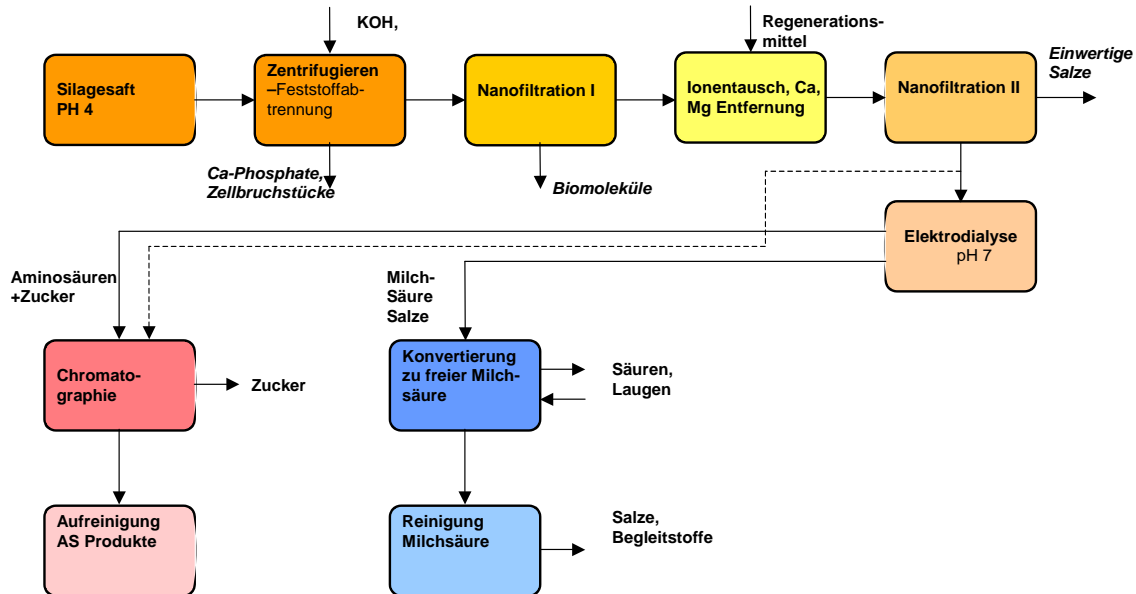 KOH,
Regenerations-
mittel
Silagesaft
PH 4
Zentrifugieren
–Feststoffab-
trennung
Nanofiltration I
Ionentausch, Ca,
Mg Entfernung
Nanofiltration II
Einwertige
Salze
Ca-Phosphate,
Zellbruchstücke
Biomoleküle
Elektrodialyse
pH 7
Aminosäuren
+Zucker
Milch-
Säure
Salze
Chromato-
graphie
Zucker
Konvertierung
zu freier Milch-
säure
Säuren,
Laugen
Aufreinigung
AS Produkte
Reinigung
Milchsäure
Salze,
Begleitstoffe